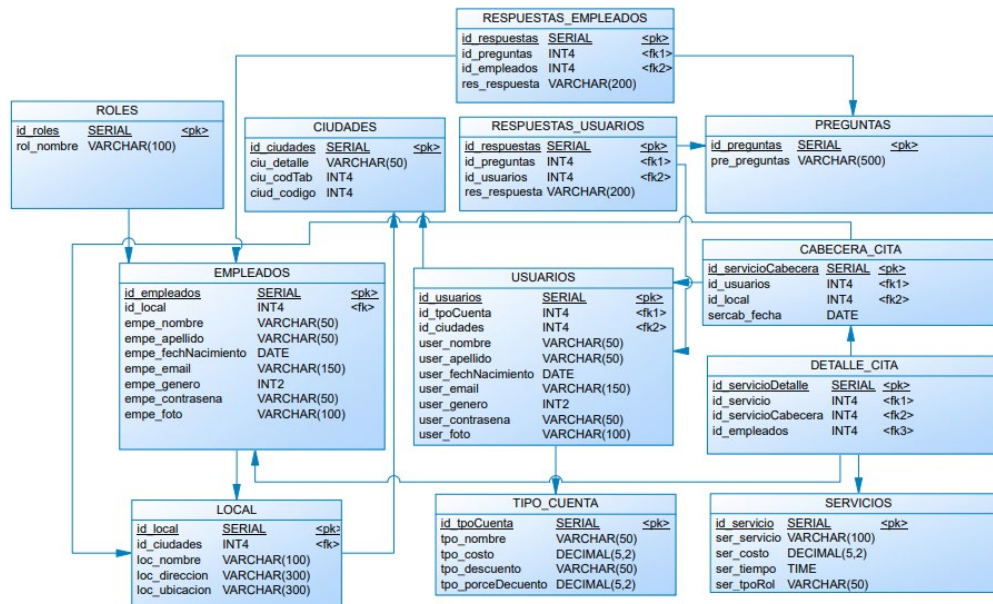 RESPUESTAS_EMPLEADOS
id_respuestas SERIAL <pk>
id_preguntas INT4 <fk1>
id_empleados INT4 <fk2>
res_respuesta VARCHAR(200)
ROLES
id_roles SERIAL <pk>
rol_nombre VARCHAR(100)
CIUDADES
id_ciudades SERIAL <pk>
ciu_detalle VARCHAR(50)
ciu_codTab INT4
ciud_codigo INT4
RESPUESTAS_USUARIOS
id_respuestas SERIAL <pk>
id_preguntas INT4 <fk1>
id_usuarios INT4 <fk2>
res_respuesta VARCHAR(200)
PREGUNTAS
id_preguntas SERIAL <pk>
pre_preguntas VARCHAR(500)
EMPLEADOS
id_empleados SERIAL <pk>
id_local INT4 <fk>
empe_nombre VARCHAR(50)
empe_apellido VARCHAR(50)
empe_fechNacimiento DATE
empe_email VARCHAR(150)
empe_genero INT2
empe_contrasena VARCHAR(50)
empe_foto VARCHAR(100)
USUARIOS
id_usuarios SERIAL <pk>
id_tpoCuenta INT4 <fk1>
id_ciudades INT4 <fk2>
user_nombre VARCHAR(50)
user_apellido VARCHAR(50)
user_fechNacimiento DATE
user_email VARCHAR(150)
user_genero INT2
user_contrasena VARCHAR(50)
user_foto VARCHAR(100)
CABECERA_CITA
id_servicioCabecera SERIAL <pk>
id_usuarios INT4 <fk1>
id_local INT4 <fk2>
sercab_fecha DATE
DETALLE_CITA
id_servicioDetalle SERIAL <pk>
id_servicio INT4 <fk1>
id_servicioCabecera INT4 <fk2>
id_empleados INT4 <fk3>
LOCAL
id_local SERIAL <pk>
id_ciudades INT4 <fk>
loc_nombre VARCHAR(100)
loc_direccion VARCHAR(300)
loc_ubicacion VARCHAR(300)
TIPO_CUENTA
id_tpoCuenta SERIAL <pk>
tpo_nombre VARCHAR(50)
tpo_costo DECIMAL(5,2)
tpo_descuento VARCHAR(50)
tpo_porceDecuento DECIMAL(5,2)
SERVICIOS
id_servicio SERIAL <pk>
ser_servicio VARCHAR(100)
ser_costo DECIMAL(5,2)
ser_tiempo TIME
ser_tpoRol VARCHAR(50)